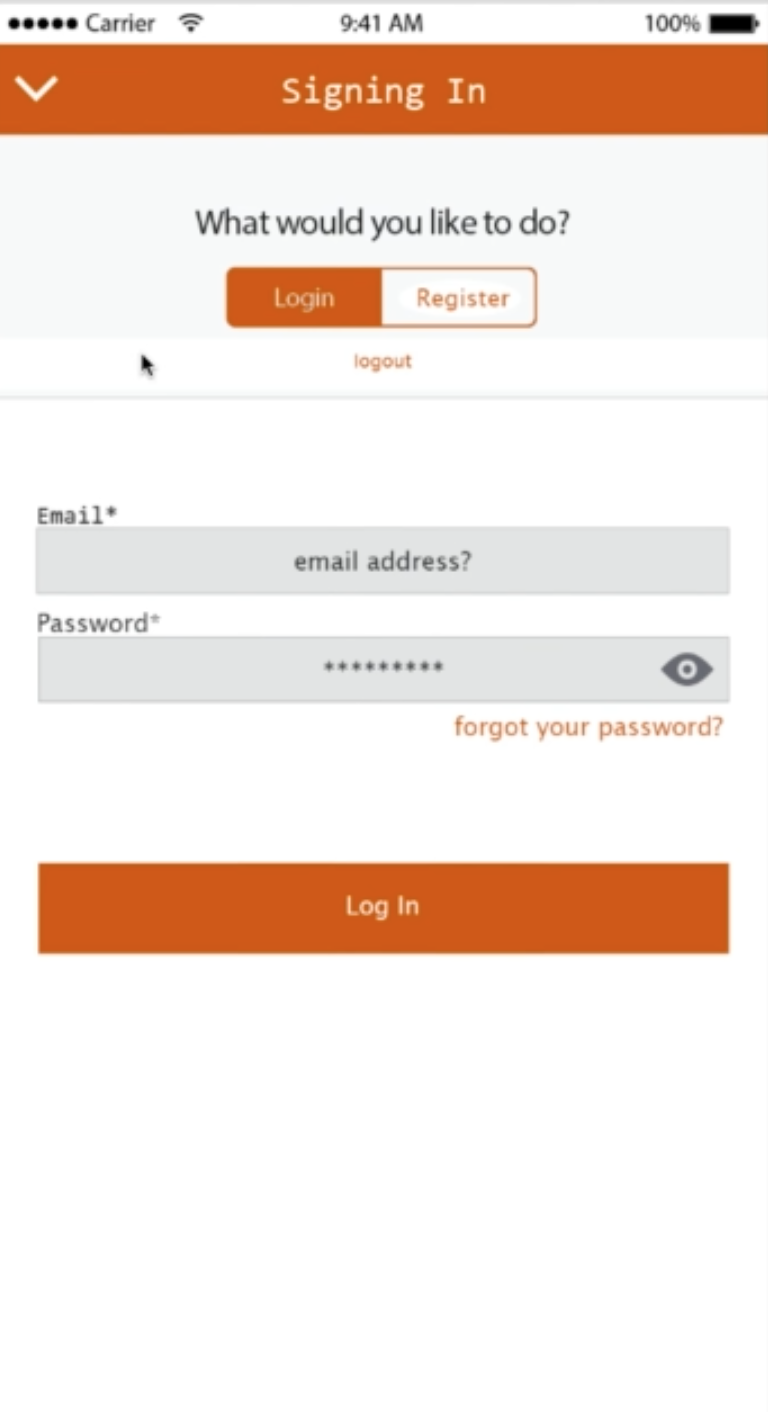 ●●●●● Carrier 9:41 AM 100%
Signing In
What would you like to do?
Login Register
logout
Email*
email address?
Password*
*********
forgot your password?
Log In